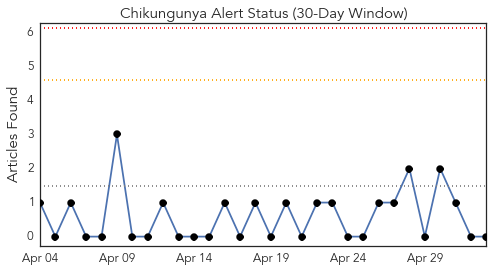 Chikungunya Alert Status (30-Day Window)
Articles Found
6
5
4
3
2
1
0
Apr 04 Apr 09 Apr 14 Apr 19 Apr 24 Apr 29